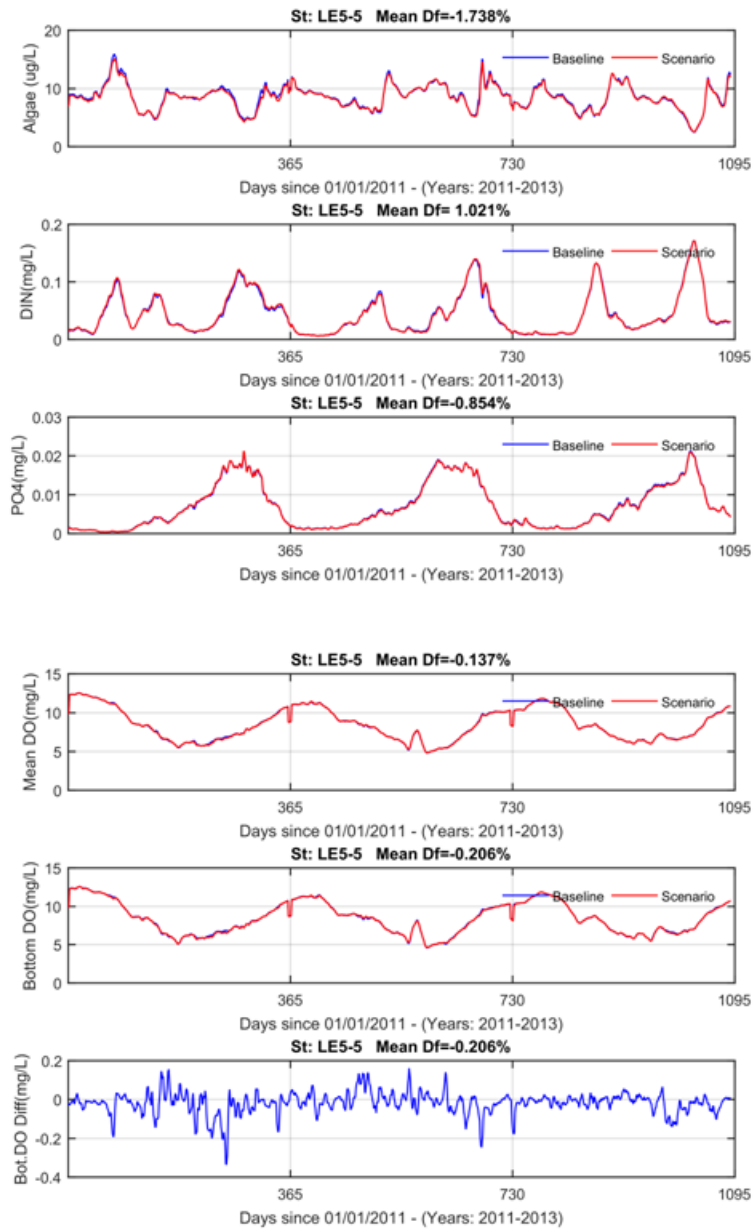 St: LE5-5 Mean Df=-1.738%
20
10
0
Algae (ug/L)
Baseline Scenario
365 730 1095
Days since 01/01/2011 - (Years: 2011-2013)
St: LE5-5 Mean Df= 1.021%
0.2
0.1
0
DIN(mg/L)
Baseline Scenario
365 730 1095
Days since 01/01/2011 - (Years: 2011-2013)
St: LE5-5 Mean Df=-0.854%
0.03
0.02
0.01
0
PO4(mg/L)
Baseline Scenario
365 730 1095
Days since 01/01/2011 - (Years: 2011-2013)
St: LE5-5 Mean Df=-0.137%
15
10
5
0
Mean DO(mg/L)
Baseline Scenario
365 730 1095
Days since 01/01/2011 - (Years: 2011-2013)
St: LE5-5 Mean Df=-0.206%
15
10
5
0
Bottom DO(mg/L)
Baseline Scenario
365 730 1095
Days since 01/01/2011 - (Years: 2011-2013)
St: LE5-5 Mean Df=-0.206%
0.2
0
-0.2
-0.4
Bot.DO Diff(mg/L)
365 730 1095
Days since 01/01/2011 - (Years: 2011-2013)